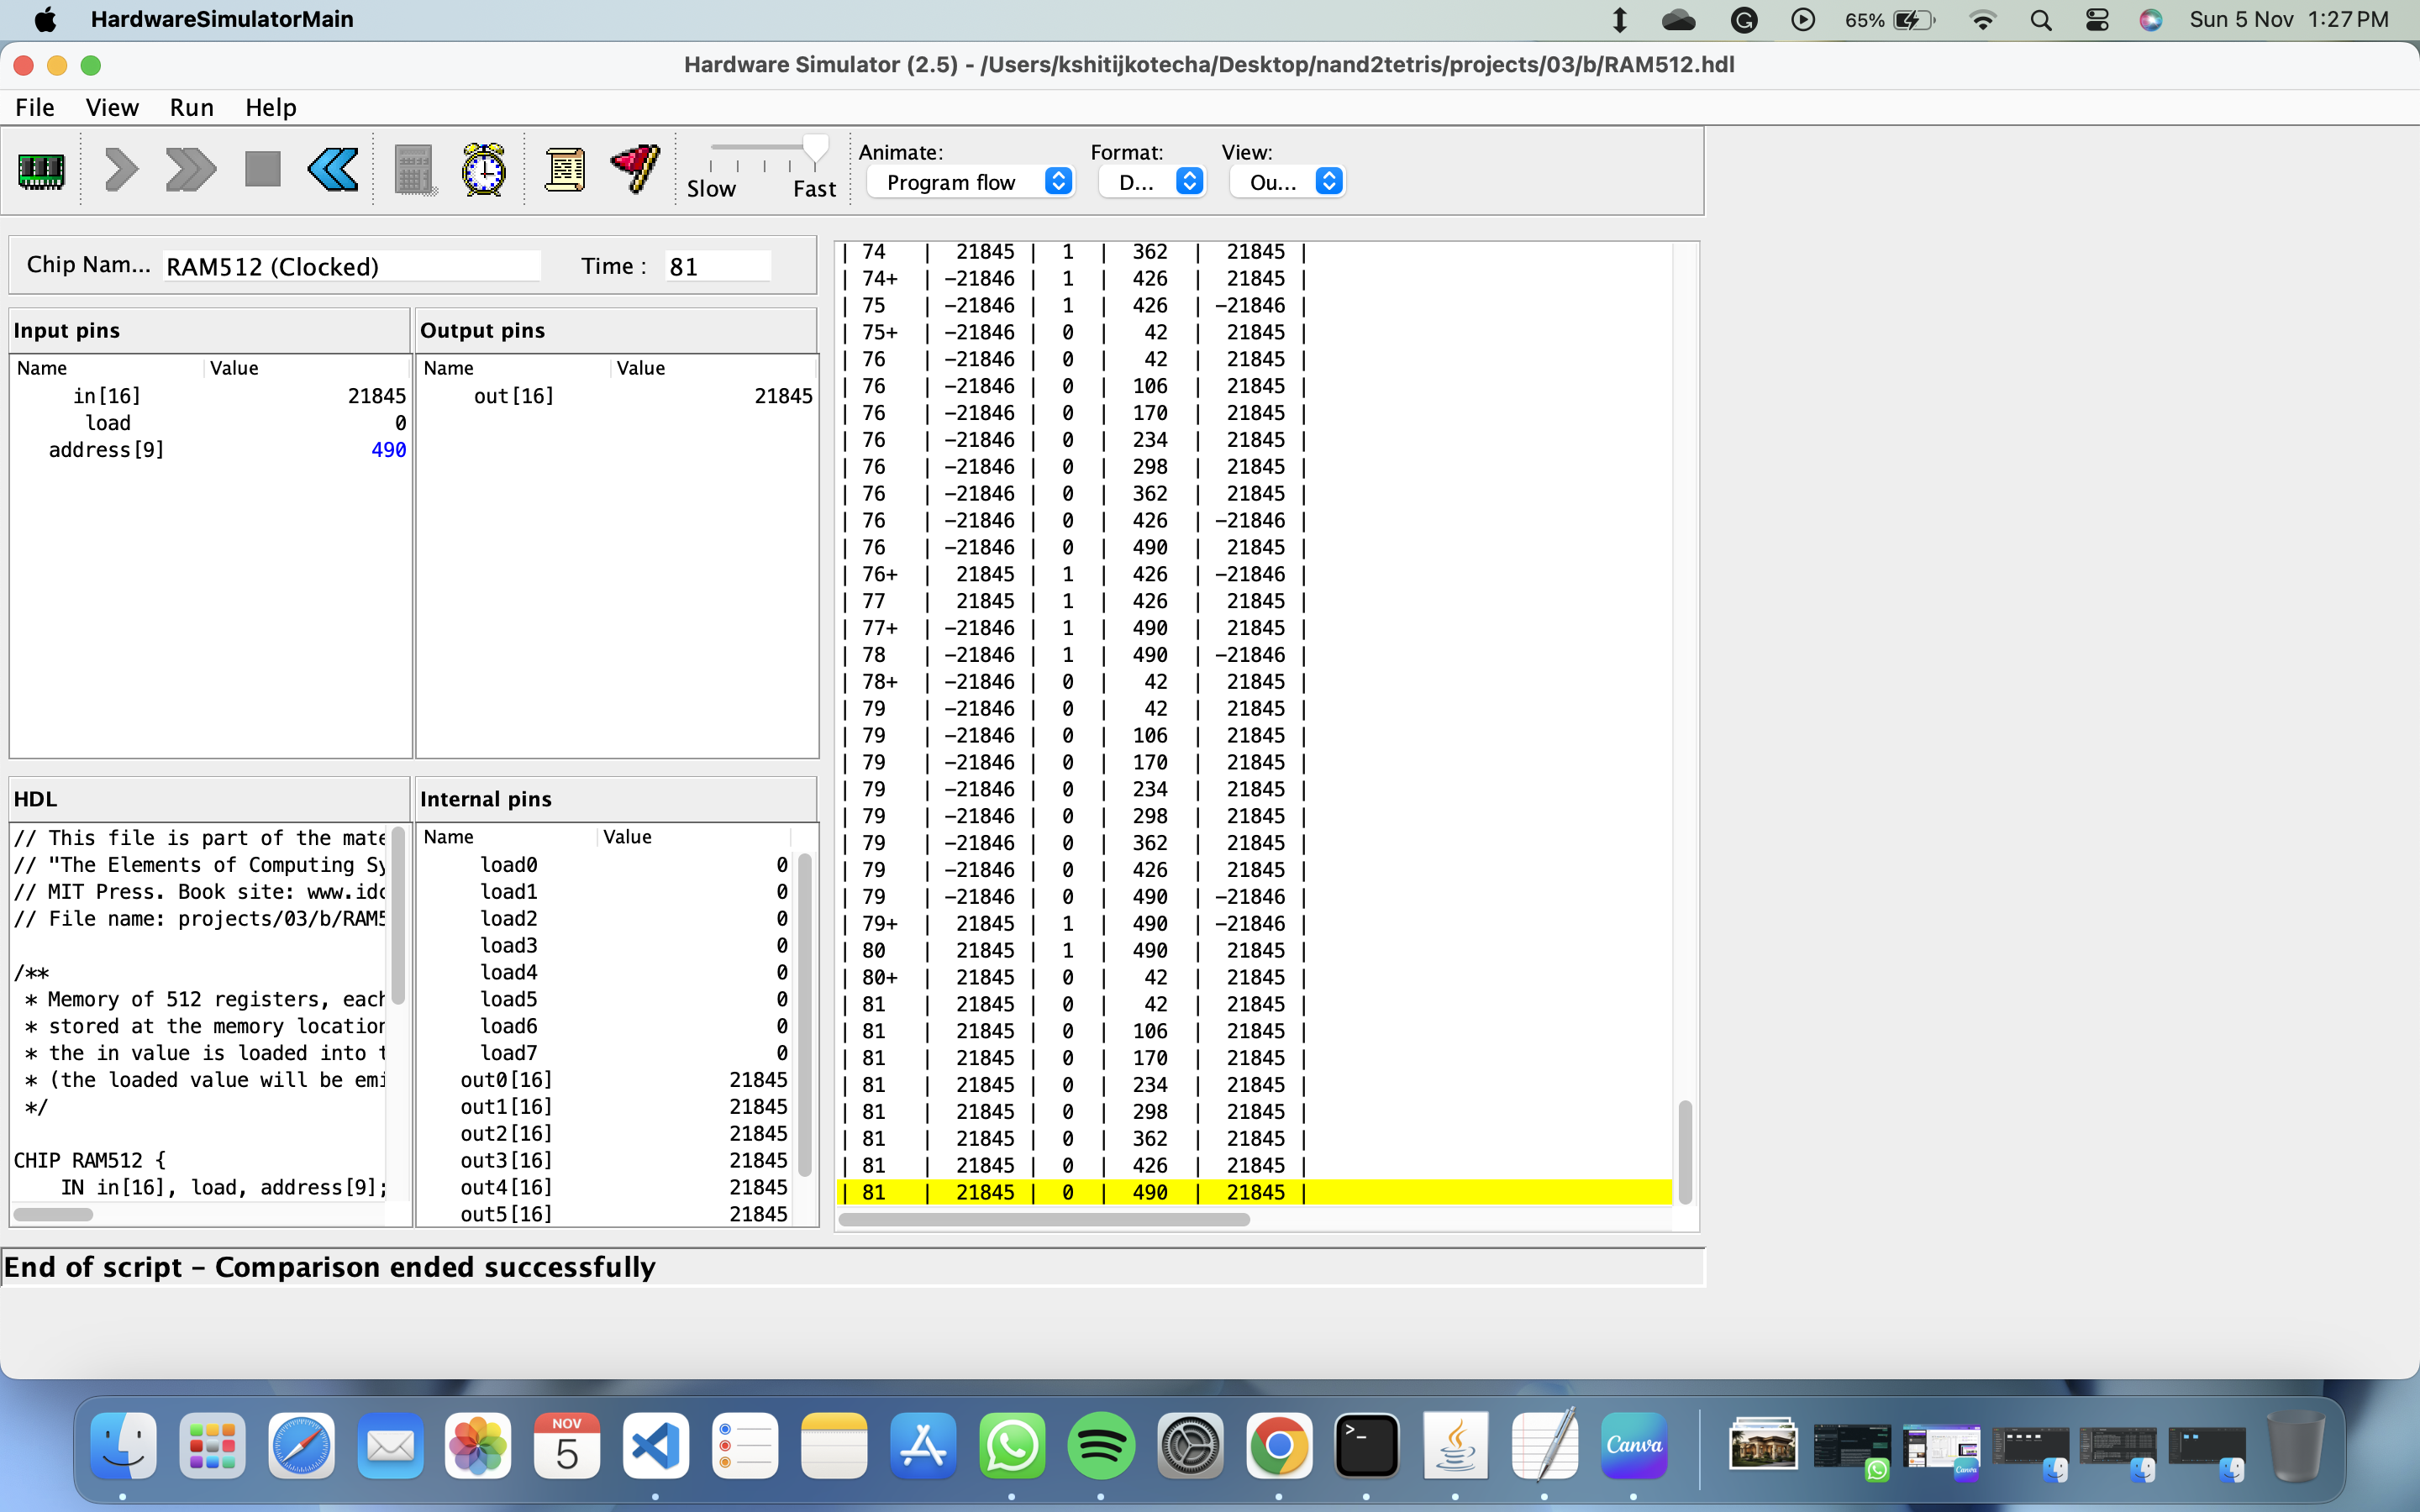 HardwareSimulatorMain
65%
Sun 5 Nov 1:27 PM
Hardware Simulator (2.5) - /Users/kshitijkotecha/Desktop/nand2tetris/projects/03/b/RAM512.hdl
File View Run Help
Slow Fast
Animate: Format: View:
Program flow D... Ou...
Chip Nam... RAM512 (Clocked) Time : 81
Input pins
Name Value
in[16] 21845
load 0
address[9] 490
Output pins
Name Value
out[16] 21845
HDL
// This file is part of the mate
// "The Elements of Computing Sy
// MIT Press. Book site: www.idc
// File name: projects/03/b/RAM5
/**
* Memory of 512 registers, each
* stored at the memory location
* the in value is loaded into t
* (the loaded value will be emi
*/
CHIP RAM512 {
IN in[16], load, address[9];
Internal pins
Name Value
load0 0
load1 0
load2 0
load3 0
load4 0
load5 0
load6 0
load7 0
out0[16] 21845
out1[16] 21845
out2[16] 21845
out3[16] 21845
out4[16] 21845
out5[16] 21845
| 74 | 21845 | 1 | 362 | 21845 |
| 74+ | -21846 | 1 | 426 | 21845 |
| 75 | -21846 | 1 | 426 | -21846 |
| 75+ | -21846 | 0 | 42 | 21845 |
| 76 | -21846 | 0 | 42 | 21845 |
| 76 | -21846 | 0 | 106 | 21845 |
| 76 | -21846 | 0 | 170 | 21845 |
| 76 | -21846 | 0 | 234 | 21845 |
| 76 | -21846 | 0 | 298 | 21845 |
| 76 | -21846 | 0 | 362 | 21845 |
| 76 | -21846 | 0 | 426 | -21846 |
| 76 | -21846 | 0 | 490 | 21845 |
| 76+ | 21845 | 1 | 426 | -21846 |
| 77 | 21845 | 1 | 426 | 21845 |
| 77+ | -21846 | 1 | 490 | 21845 |
| 78 | -21846 | 1 | 490 | -21846 |
| 78+ | -21846 | 0 | 42 | 21845 |
| 79 | -21846 | 0 | 42 | 21845 |
| 79 | -21846 | 0 | 106 | 21845 |
| 79 | -21846 | 0 | 170 | 21845 |
| 79 | -21846 | 0 | 234 | 21845 |
| 79 | -21846 | 0 | 298 | 21845 |
| 79 | -21846 | 0 | 362 | 21845 |
| 79 | -21846 | 0 | 426 | 21845 |
| 79 | -21846 | 0 | 490 | -21846 |
| 79+ | 21845 | 1 | 490 | -21846 |
| 80 | 21845 | 1 | 490 | 21845 |
| 80+ | 21845 | 0 | 42 | 21845 |
| 81 | 21845 | 0 | 42 | 21845 |
| 81 | 21845 | 0 | 106 | 21845 |
| 81 | 21845 | 0 | 170 | 21845 |
| 81 | 21845 | 0 | 234 | 21845 |
| 81 | 21845 | 0 | 298 | 21845 |
| 81 | 21845 | 0 | 362 | 21845 |
| 81 | 21845 | 0 | 426 | 21845 |
| 81 | 21845 | 0 | 490 | 21845 |
End of script - Comparison ended successfully
NOV
5
>_
Canva